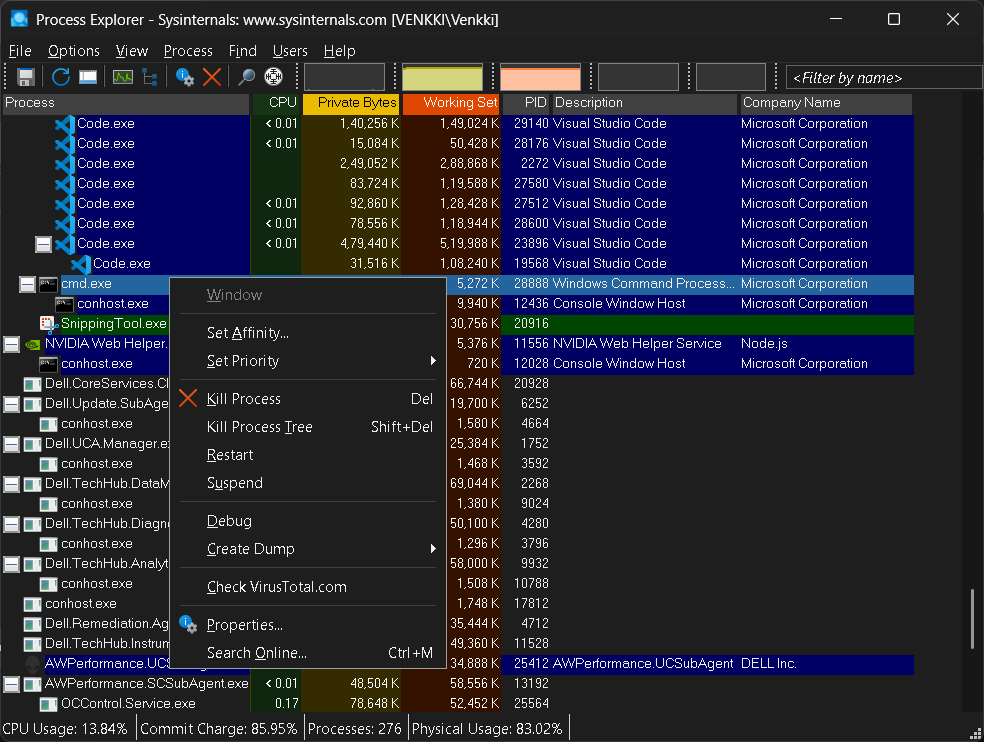 Process Explorer - Sysinternals: www.sysinternals.com [VENKKI\Venkki]
File Options View Process Find Users Help
<Filter by name>
Process CPU Private Bytes Working Set PID Description Company Name
Code.exe < 0.01 1,40,256 K 1,49,024 K 29140 Visual Studio Code Microsoft Corporation
Code.exe < 0.01 15,084 K 50,428 K 28176 Visual Studio Code Microsoft Corporation
Code.exe 2,49,052 K 2,88,868 K 2272 Visual Studio Code Microsoft Corporation
Code.exe 83,724 K 1,19,588 K 27580 Visual Studio Code Microsoft Corporation
Code.exe < 0.01 92,860 K 1,28,428 K 27512 Visual Studio Code Microsoft Corporation
Code.exe < 0.01 78,556 K 1,18,944 K 28600 Visual Studio Code Microsoft Corporation
Code.exe < 0.01 4,79,440 K 5,19,988 K 23896 Visual Studio Code Microsoft Corporation
Code.exe 31,516 K 1,08,240 K 19568 Visual Studio Code Microsoft Corporation
cmd.exe 5,272 K 28888 Windows Command Process... Microsoft Corporation
conhost.exe 9,940 K 12436 Console Window Host Microsoft Corporation
SnippingTool.exe 30,756 K 20916
NVIDIA Web Helper. 5,376 K 11556 NVIDIA Web Helper Service Node.js
conhost.exe 720 K 12028 Console Window Host Microsoft Corporation
Dell.CoreServices.Cl 66,744 K 20928
Dell.Update.SubAge 19,700 K 6252
conhost.exe 1,580 K 4664
Dell.UCA.Manager.ex 25,384 K 1752
conhost.exe 1,468 K 3592
Dell.TechHub.DataM 69,044 K 2268
conhost.exe 1,380 K 9024
Dell.TechHub.Diagno 50,100 K 4280
conhost.exe 1,296 K 3796
Dell.TechHub.Analyt 58,000 K 9932
conhost.exe 1,508 K 10788
conhost.exe 1,748 K 17812
Dell.Remediation.Ag 35,444 K 4712
Dell.TechHub.Instrum 49,360 K 11528
AWPerformance.UCS 34,888 K 25412 AWPerformance.UCSubAgent DELL Inc.
AWPerformance.SCSubAgent.exe < 0.01 48,504 K 58,556 K 13192
OCControl.Service.exe 0.17 78,648 K 52,452 K 25564
Window
Set Affinity...
Set Priority
Kill Process Del
Kill Process Tree Shift+Del
Restart
Suspend
Debug
Create Dump
Check VirusTotal.com
Properties...
Search Online... Ctrl+M
CPU Usage: 13.84% Commit Charge: 85.95% Processes: 276 Physical Usage: 83.02%